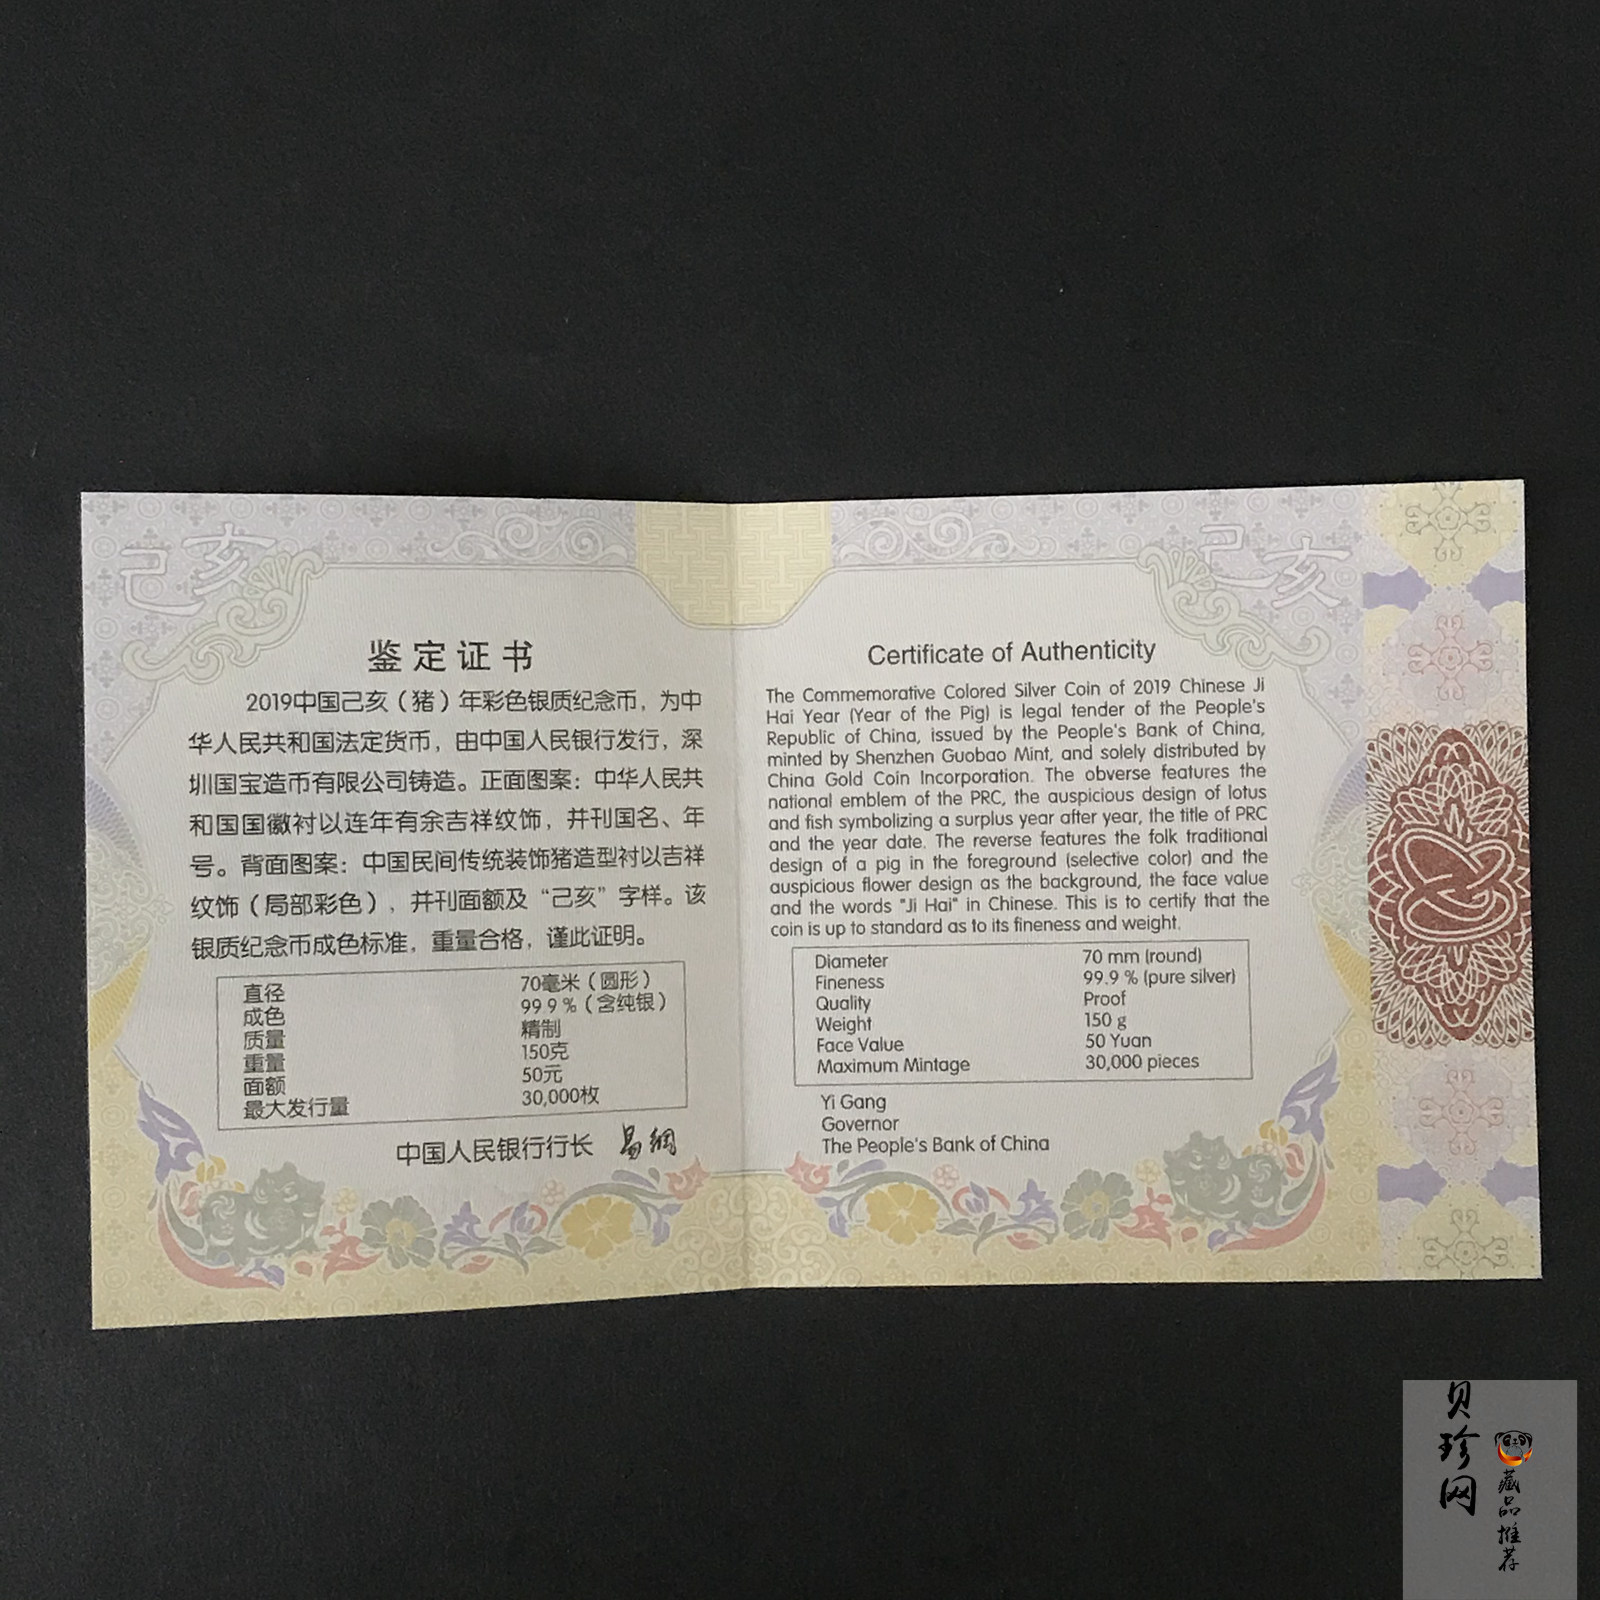 己亥
鉴定证书
2019中国己亥（猪）年彩色银质纪念币，为中
华人民共和国法定货币，由中国人民银行发行，深
圳国宝造币有限公司铸造。正面图案：中华人民共
和国国徽衬以连年有余吉祥纹饰，并刊国名、年
号。背面图案：中国民间传统装饰猪造型衬以吉祥
纹饰（局部彩色），并刊面额及“己亥”字样。该
银质纪念币成色标准，重量合格，谨此证明。
直径 70毫米（圆形）
成色 99.9%（含纯银）
质量 精制
重量 150克
面额 50元
最大发行量 30,000枚
中国人民银行行长 易纲
己亥
Certificate of Authenticity
The Commemorative Colored Silver Coin of 2019 Chinese Ji
Hai Year (Year of the Pig) is legal tender of the People's
Republic of China, issued by the People's Bank of China,
minted by Shenzhen Guobao Mint, and solely distributed by
China Gold Coin Incorporation. The obverse features the
national emblem of the PRC, the auspicious design of lotus
and fish symbolizing a surplus year after year, the title of PRC
and the year date. The reverse features the folk traditional
design of a pig in the foreground (selective color) and the
auspicious flower design as the background, the face value
and the words "Ji Hai" in Chinese. This is to certify that the
coin is up to standard as to its fineness and weight.
Diameter 70 mm (round)
Fineness 99.9 % (pure silver)
Quality Proof
Weight 150 g
Face Value 50 Yuan
Maximum Mintage 30,000 pieces
Yi Gang
Governor
The People's Bank of China
贝珍网
藏品推荐